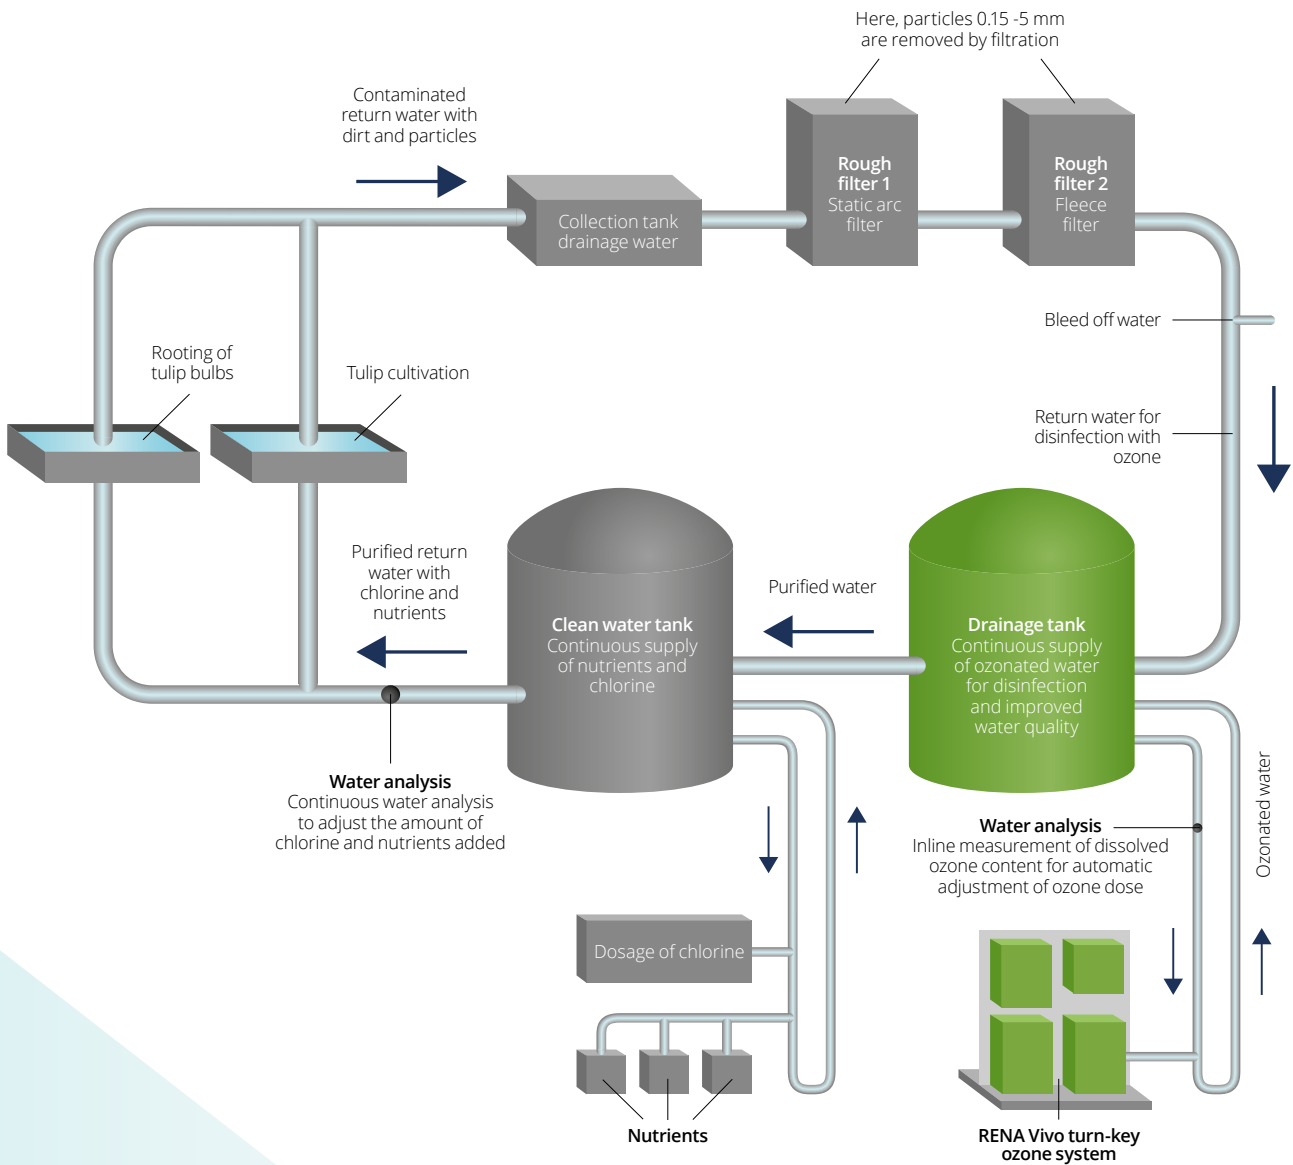 Here, particles 0.15 -5 mm
are removed by filtration
Contaminated
return water with
dirt and particles
Rough
filter 1
Static arc
filter
Rough
filter 2
Fleece
filter
Collection tank
drainage water
Bleed off water
Rooting of
tulip bulbs
Tulip cultivation
Return water for
disinfection with
ozone
Purified return
water with
chlorine and
nutrients
Purified water
Clean water tank
Continuous supply
of nutrients and
chlorine
Drainage tank
Continuous supply
of ozonated water
for disinfection
and improved
water quality
Water analysis
Continuous water analysis
to adjust the amount of
chlorine and nutrients added
Water analysis
Inline measurement of dissolved
ozone content for automatic
adjustment of ozone dose
Ozonated water
Dosage of chlorine
Nutrients
RENA Vivo turn-key
ozone system